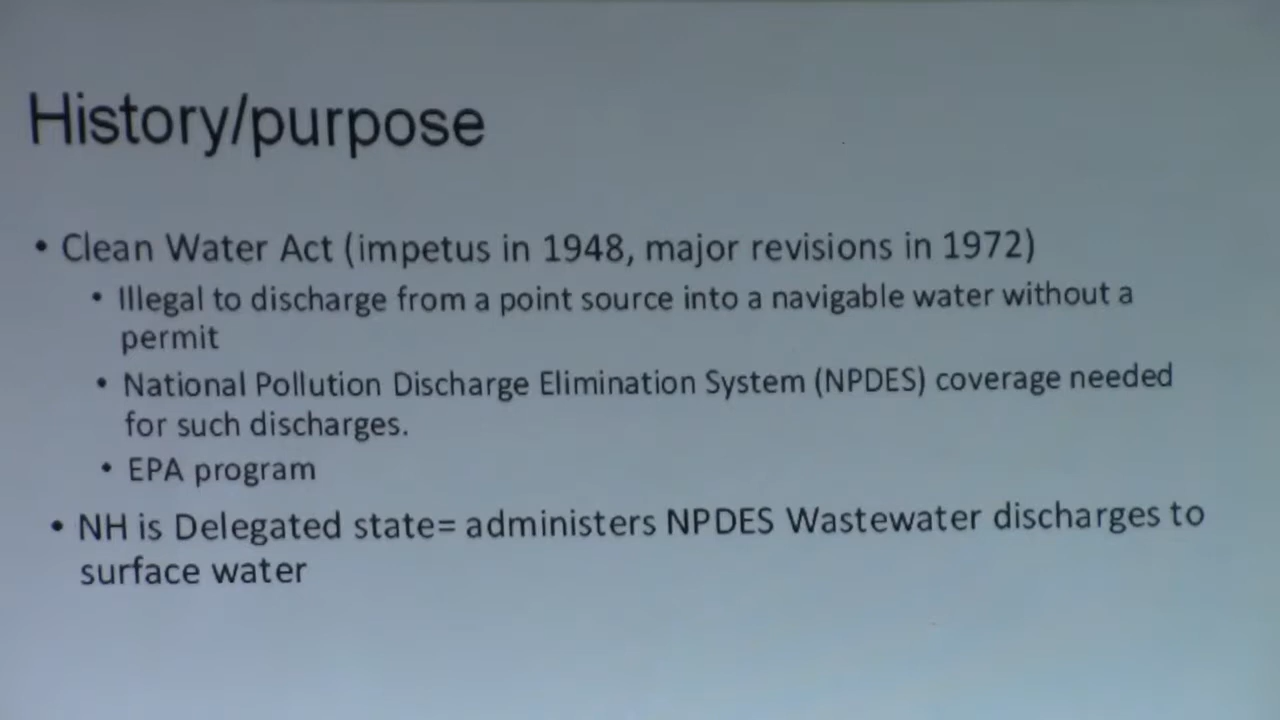 History/purpose
• Clean Water Act (impetus in 1948, major revisions in 1972)
• Illegal to discharge from a point source into a navigable water without a
permit
• National Pollution Discharge Elimination System (NPDES) coverage needed
for such discharges.
• EPA program
• NH is Delegated state= administers NPDES Wastewater discharges to
surface water